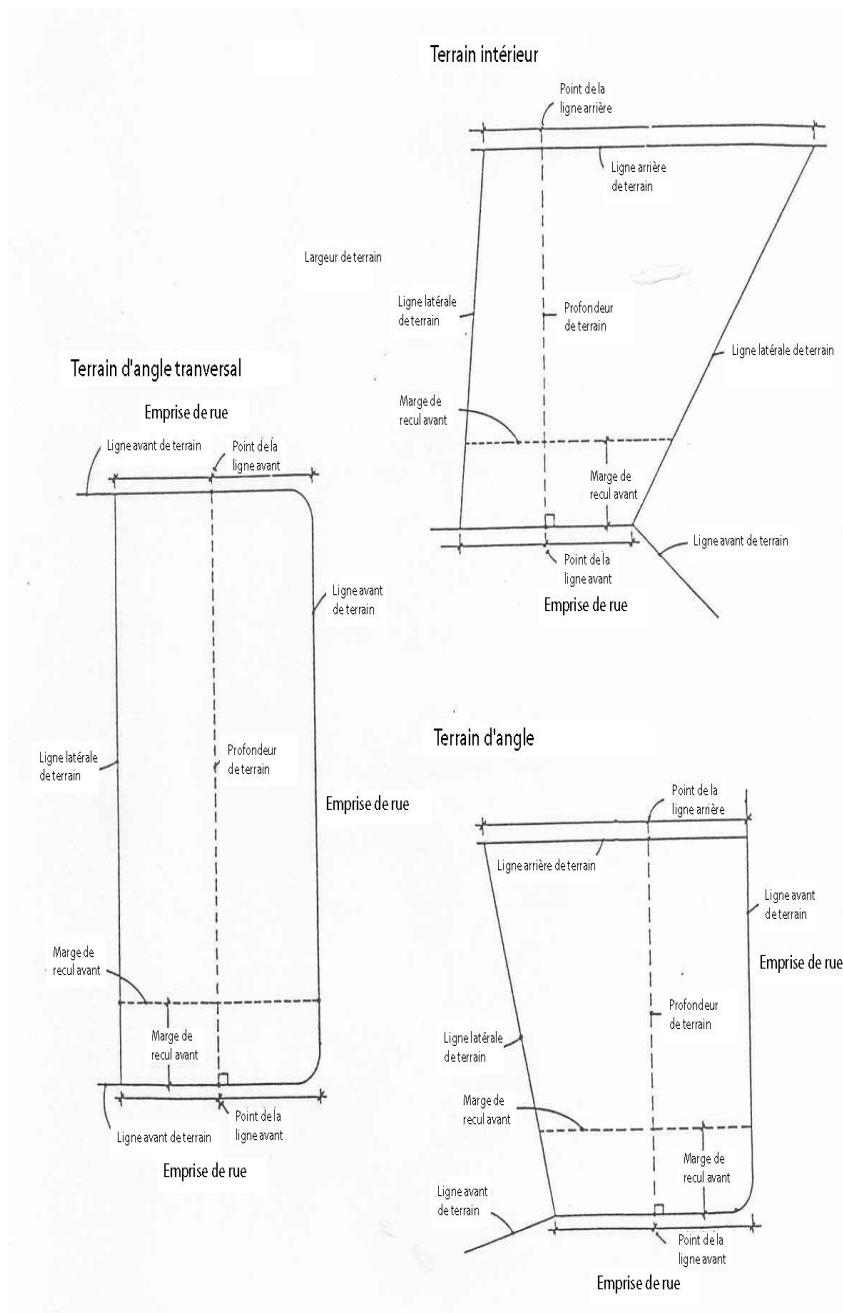 Terrain intérieur
Point de la
ligne arrière
Ligne arrière
de terrain
Largeur de terrain
Ligne latérale
de terrain
Profondeur
de terrain
Ligne latérale de terrain
Marge de
recul avant
Marge de
recul avant
Ligne avant de terrain
Point de la
ligne avant
Emprise de rue
Terrain d'angle tranversal
Emprise de rue
Ligne avant de terrain
Point de la
ligne avant
Ligne avant
de terrain
Ligne latérale
de terrain
Profondeur
de terrain
Emprise de rue
Marge de
recul avant
Marge de
recul avant
Ligne avant de terrain
Point de la
ligne avant
Emprise de rue
Terrain d'angle
Point de la
ligne arrière
Ligne arrière de terrain
Ligne avant
de terrain
Emprise de rue
Profondeur
de terrain
Ligne latérale
de terrain
Marge de
recul avant
Marge de
recul avant
Ligne avant
de terrain
Point de la
ligne avant
Emprise de rue